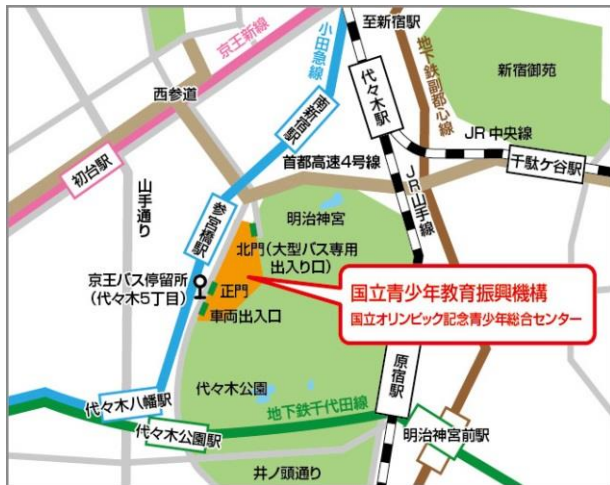 至新宿駅
京王新線
小田急線
地下鉄副都心線
新宿御苑
西参道
代々木駅
南新宿駅
JR中央線
千駄ケ谷駅
初台駅
山手通り
首都高速4号線
JR山手線
参宮橋駅
明治神宮
北門(大型バス専用
出入り口)
京王バス停留所
(代々木5丁目)
正門
車両出入口
国立青少年教育振興機構
国立オリンピック記念青少年総合センター
原宿駅
代々木公園
代々木八幡駅
地下鉄千代田線
代々木公園駅
明治神宮前駅
井ノ頭通り